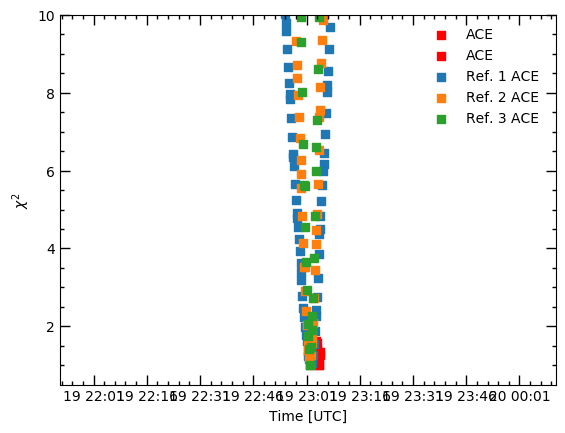 10
8
6
4
2
χ²
19 22:01 19 22:16 19 22:31 19 22:46 19 23:01 19 23:16 19 23:31 19 23:46 20 00:01
Time [UTC]
ACE
ACE
Ref. 1 ACE
Ref. 2 ACE
Ref. 3 ACE